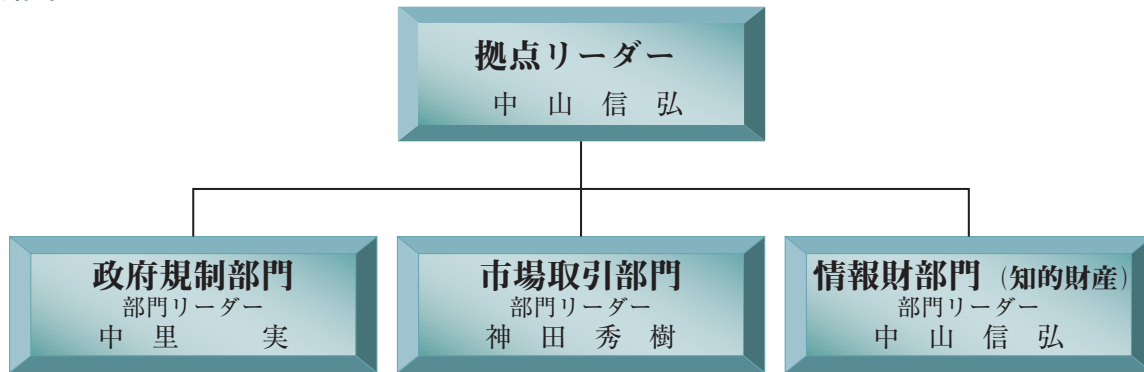 拠点リーダー
中山信弘
政府規制部門
部門リーダー
中里　実
市場取引部門
部門リーダー
神田秀樹
情報財部門（知的財産）
部門リーダー
中山信弘